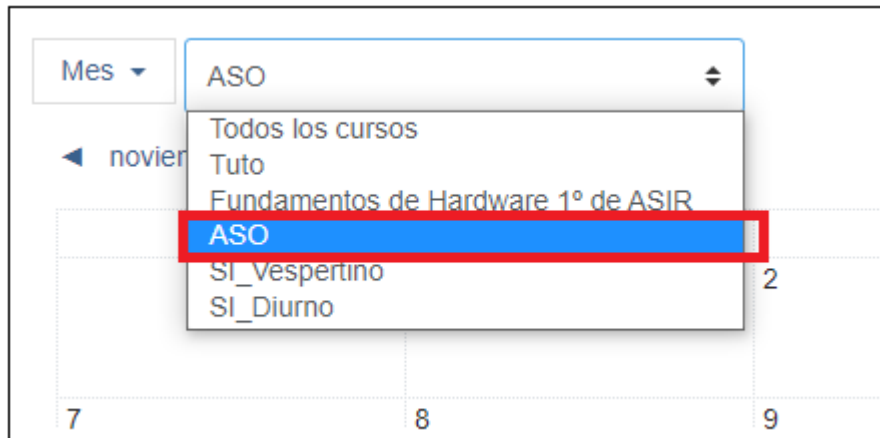 Mes
ASO
Todos los cursos
Tuto
Fundamentos de Hardware 1º de ASIR
ASO
SI_Vespertino
SI_Diurno
2
7 8 9